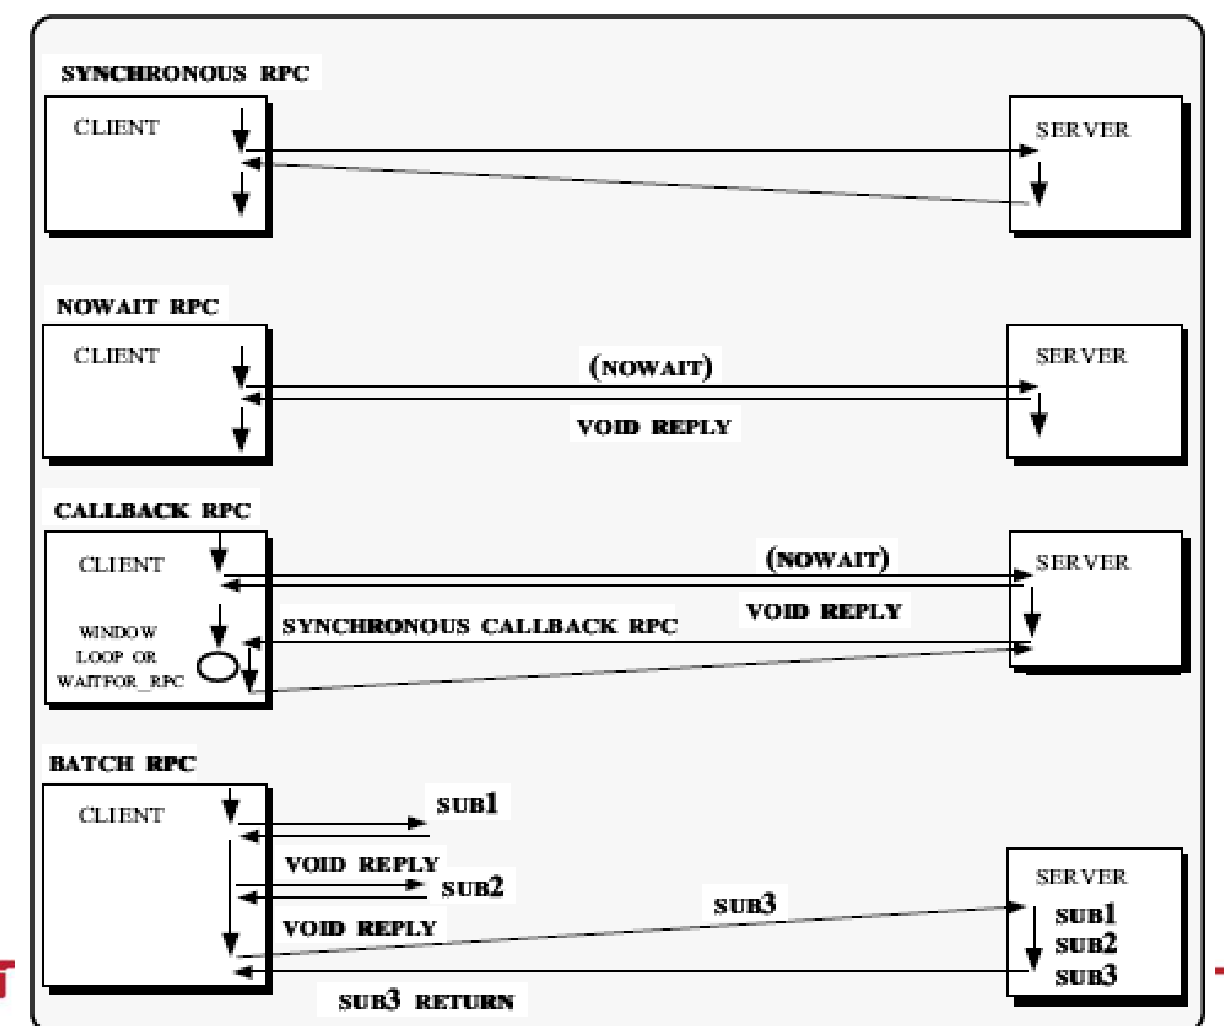 SYNCHRONOUS RPC
CLIENT
SERVER
NOWAIT RPC
CLIENT
(NOWAIT)
SERVER
VOID REPLY
CALLBACK RPC
CLIENT
(NOWAIT)
SERVER
VOID REPLY
SYNCHRONOUS CALLBACK RPC
WINDOW
LOOP OR
WAITFOR_RPC
BATCH RPC
CLIENT
SUB1
VOID REPLY
SUB2
SUB3
SERVER
SUB1
VOID REPLY
SUB2
SUB3
SUB3 RETURN